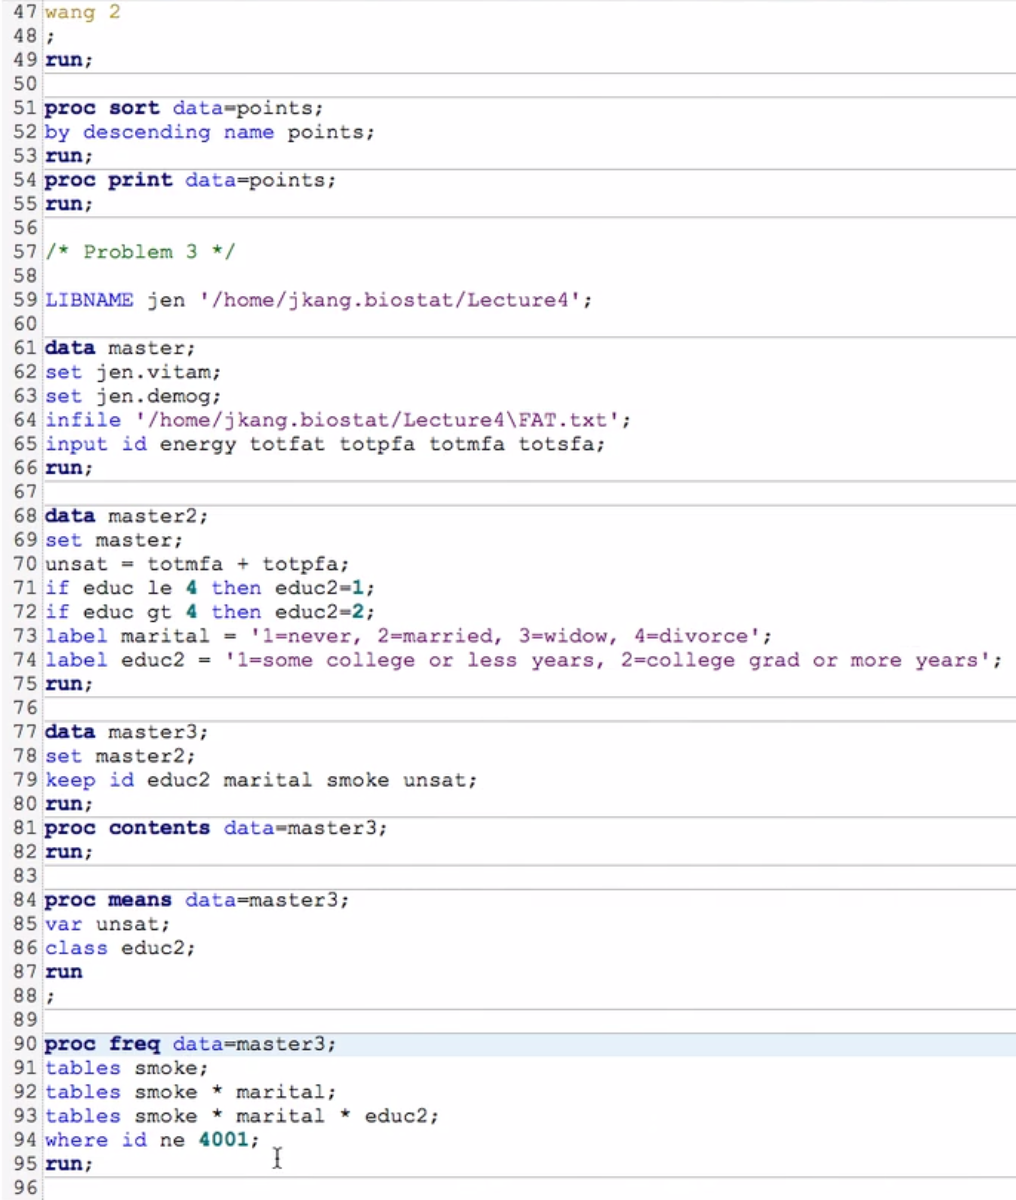 47 wang 2
48 ;
49 run;
50
51 proc sort data=points;
52 by descending name points;
53 run;
54 proc print data=points;
55 run;
56
57 /* Problem 3 */
58
59 LIBNAME jen '/home/jkang.biostat/Lecture4';
60
61 data master;
62 set jen.vitam;
63 set jen.demog;
64 infile '/home/jkang.biostat/Lecture4\FAT.txt';
65 input id energy totfat totpfa totmfa totsfa;
66 run;
67
68 data master2;
69 set master;
70 unsat = totmfa + totpfa;
71 if educ le 4 then educ2=1;
72 if educ gt 4 then educ2=2;
73 label marital = '1=never, 2=married, 3=widow, 4=divorce';
74 label educ2 = '1=some college or less years, 2=college grad or more years';
75 run;
76
77 data master3;
78 set master2;
79 keep id educ2 marital smoke unsat;
80 run;
81 proc contents data=master3;
82 run;
83
84 proc means data=master3;
85 var unsat;
86 class educ2;
87 run
88 ;
89
90 proc freq data=master3;
91 tables smoke;
92 tables smoke * marital;
93 tables smoke * marital * educ2;
94 where id ne 4001;
95 run;
96